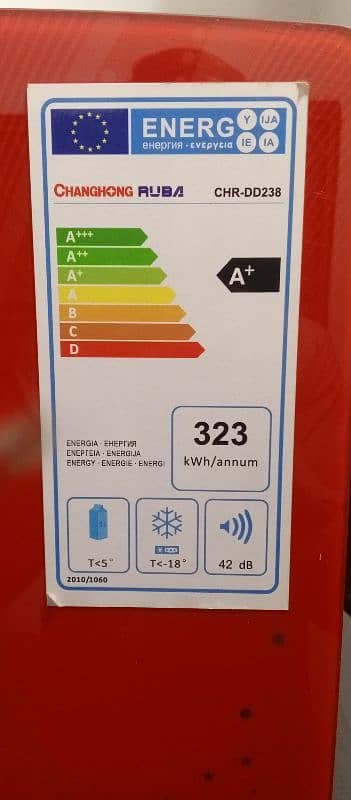 ENERG Y IJA
енергия · ενεργεια IE IA
CHANGHONG RUBA CHR-DD238
A+++
A++
A+
A
B
C
D
A+
323
kWh/annum
ENERGIA · ЕНЕРГИЯ
ΕΝΕΡΓΕΙΑ · ENERGIJA
ENERGY · ENERGIE · ENERGI
T<5° T<-18° 42 dB
2010/1060